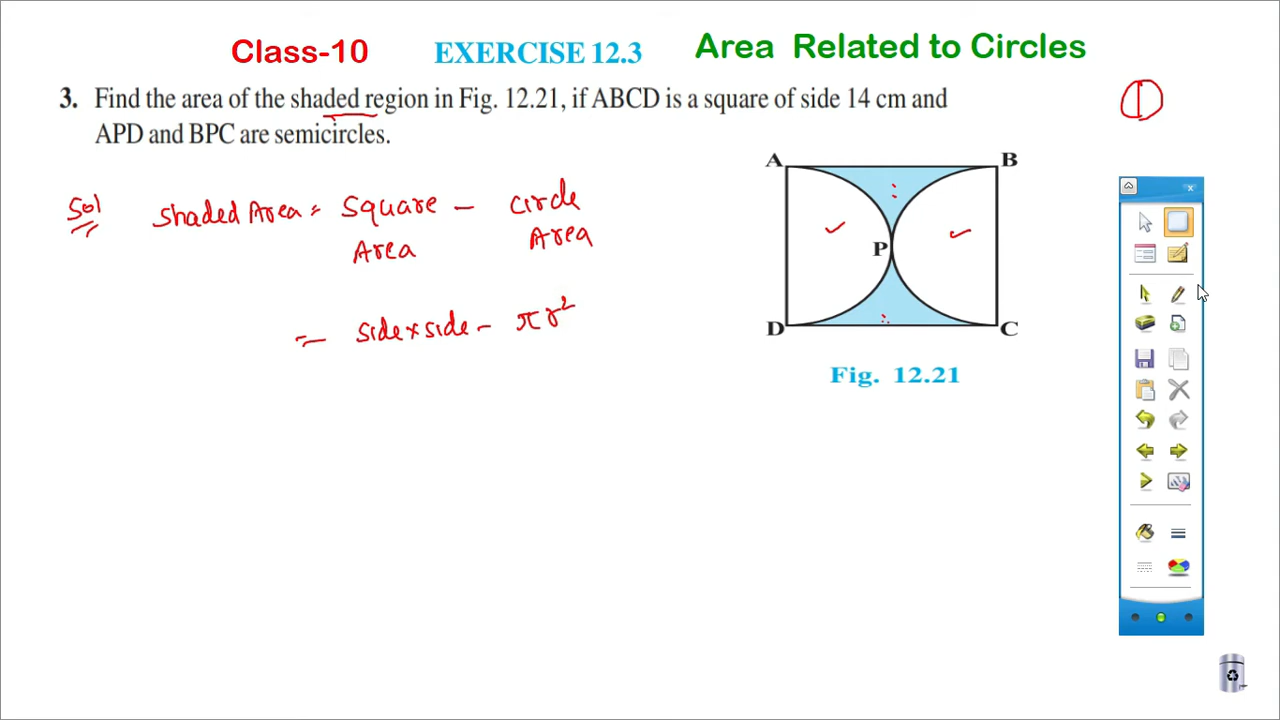 Class-10 EXERCISE 12.3 Area Related to Circles
3. Find the area of the shaded region in Fig. 12.21, if ABCD is a square of side 14 cm and
APD and BPC are semicircles.
①
A B
Sol Shaded Area = Square - Circle
Area Area
P
= Side×Side - πr²
D C
Fig. 12.21